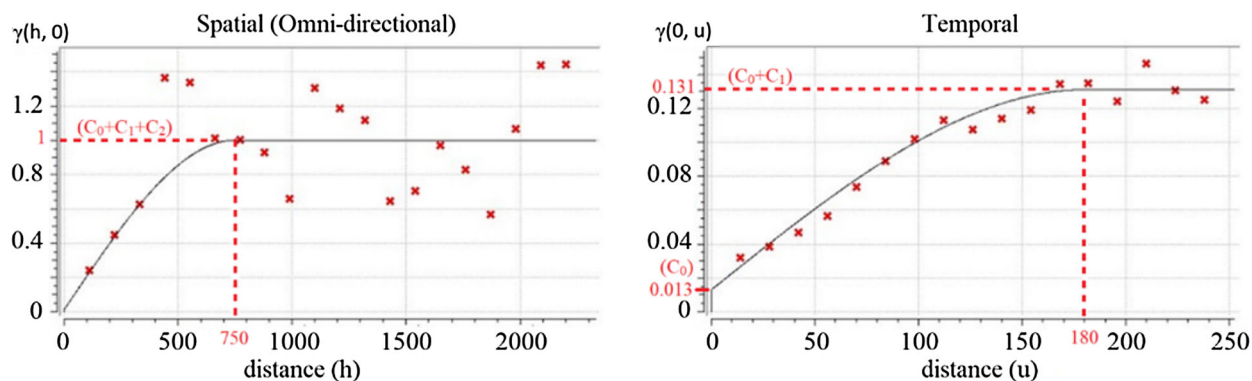 γ(h, 0)
Spatial (Omni-directional)
1.2
(C₀+C₁+C₂)
1
0.8
0.4
0
0 500 750 1000 1500 2000
distance (h)
γ(0, u)
Temporal
0.131
(C₀+C₁)
0.12
0.08
0.04
(C₀)
0.013
0
0 50 100 150 180 200 250
distance (u)